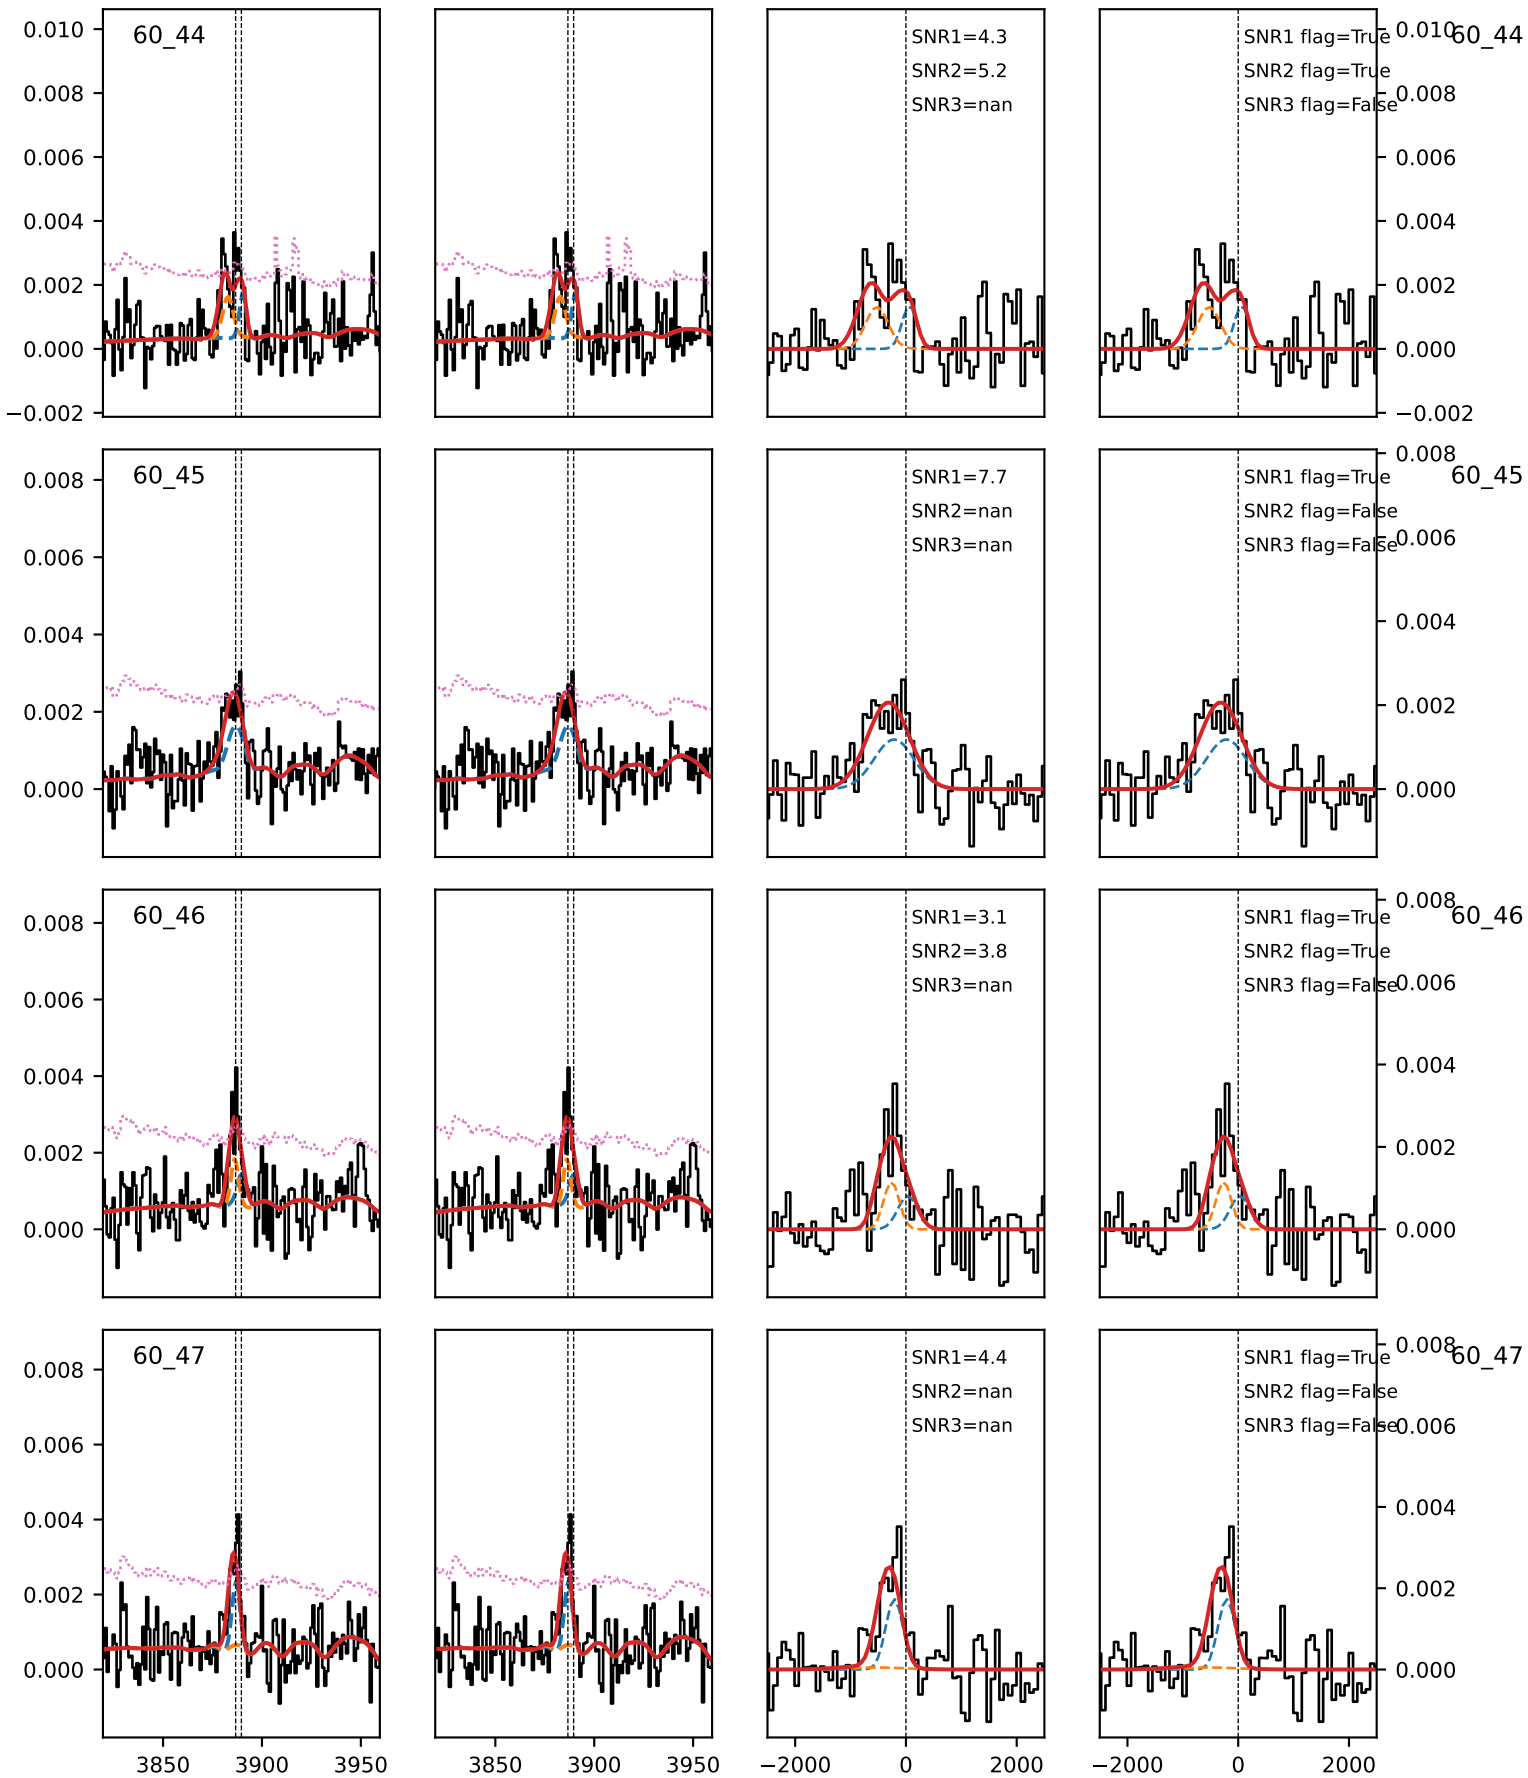 0.010
0.008
0.006
0.004
0.002
0.000
−0.002
60_44
SNR1=4.3
SNR2=5.2
SNR3=nan
SNR1 flag=True
SNR2 flag=True
SNR3 flag=False
0.010
0.008
0.006
0.004
0.002
0.000
−0.002
60_44
0.008
0.006
0.004
0.002
0.000
60_45
SNR1=7.7
SNR2=nan
SNR3=nan
SNR1 flag=True
SNR2 flag=False
SNR3 flag=False
0.008
0.006
0.004
0.002
0.000
60_45
0.008
0.006
0.004
0.002
0.000
60_46
SNR1=3.1
SNR2=3.8
SNR3=nan
SNR1 flag=True
SNR2 flag=True
SNR3 flag=False
0.008
0.006
0.004
0.002
0.000
60_46
0.008
0.006
0.004
0.002
0.000
60_47
SNR1=4.4
SNR2=nan
SNR3=nan
SNR1 flag=True
SNR2 flag=False
SNR3 flag=False
0.008
0.006
0.004
0.002
0.000
60_47
3850 3900 3950
3850 3900 3950
−2000 0 2000
−2000 0 2000